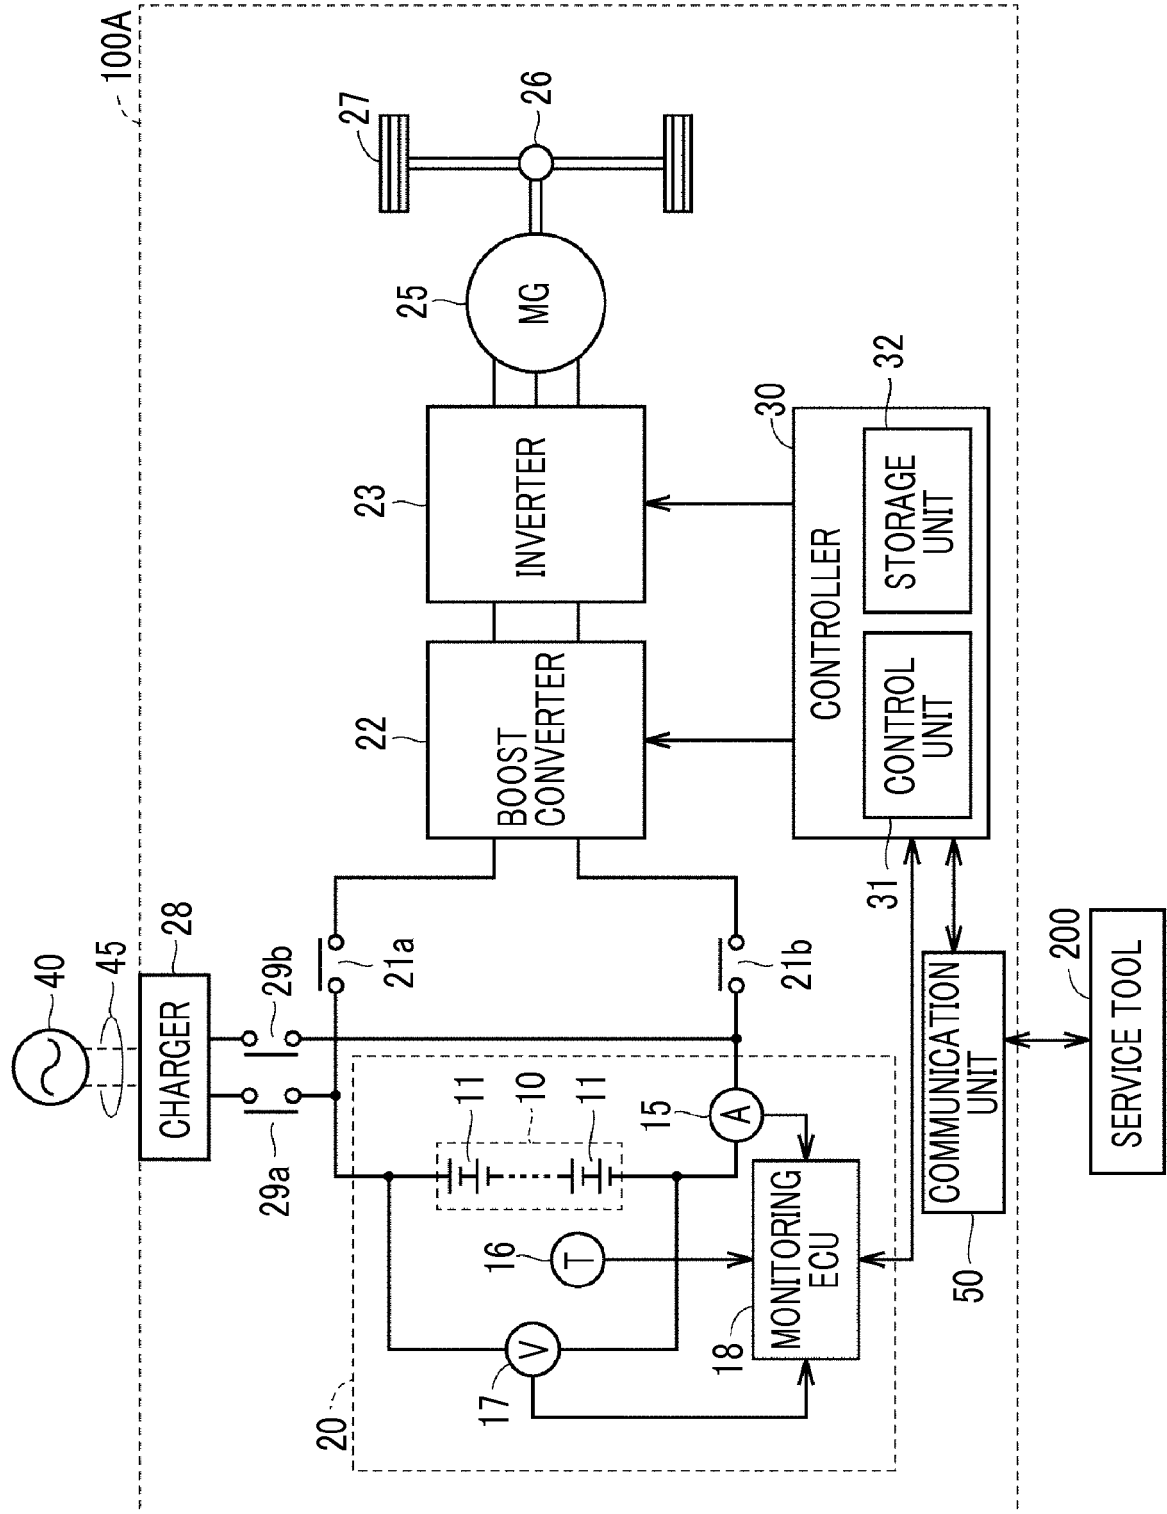 100A
27
26
25
MG
23
INVERTER
22
BOOST
CONVERTER
30
CONTROLLER
32
STORAGE
UNIT
31
CONTROL
UNIT
40
45
28
CHARGER
29b
29a
21a
21b
20
11
10
11
15
A
16
T
17
V
18
MONITORING
ECU
50
COMMUNICATION
UNIT
200
SERVICE TOOL